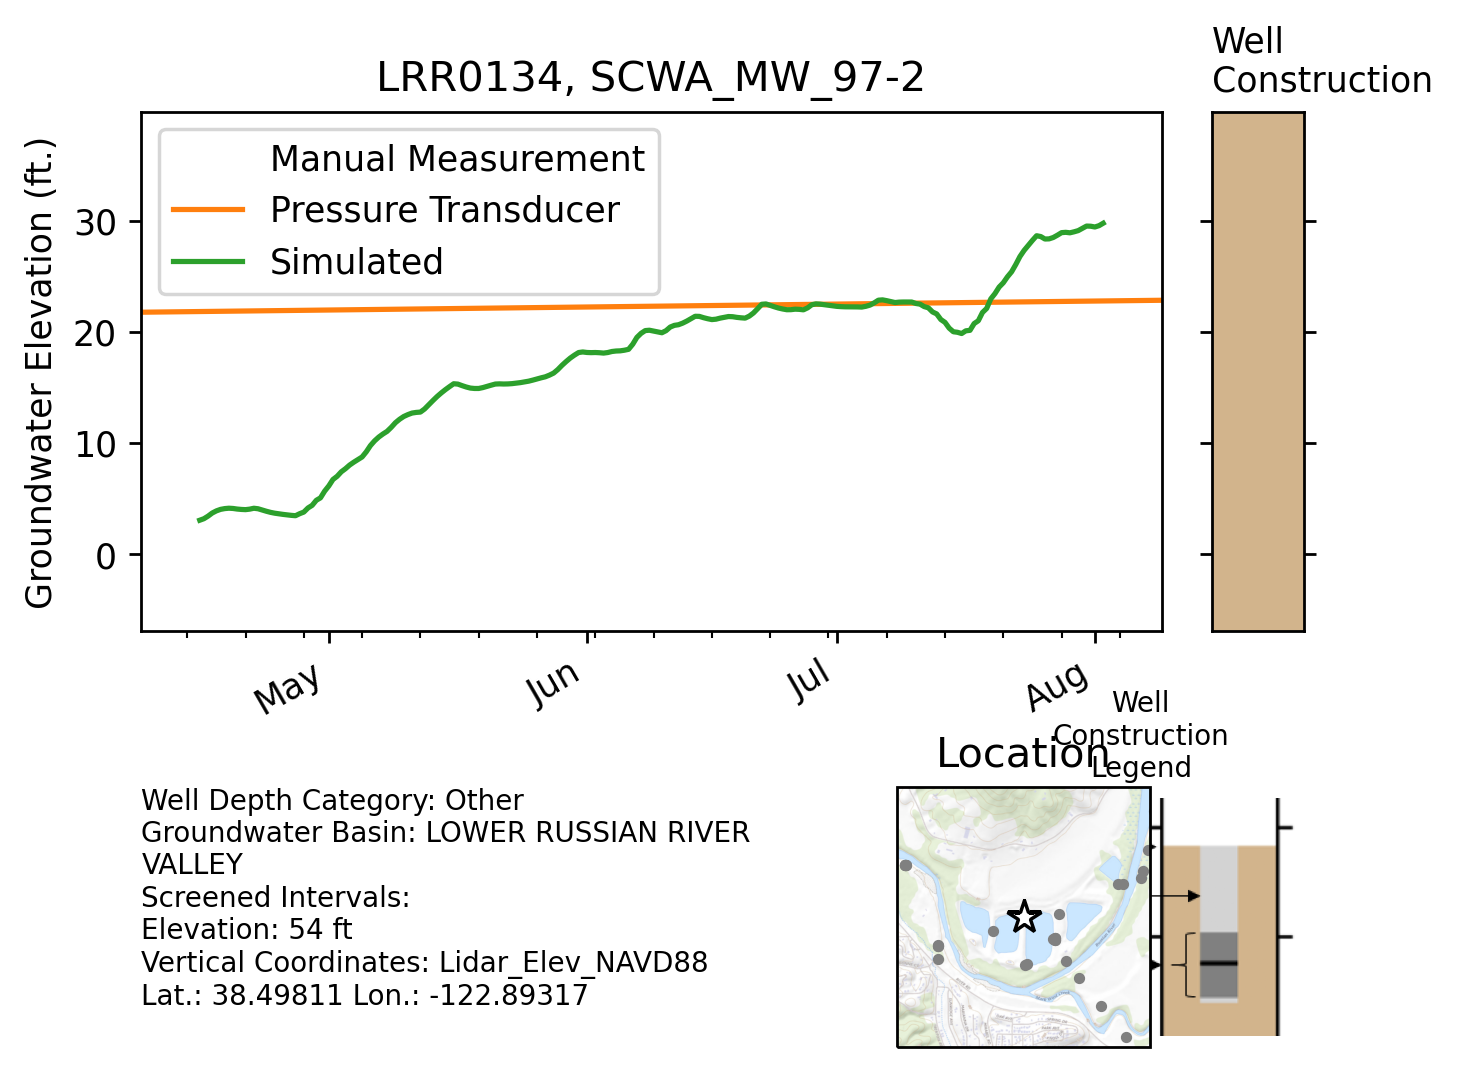 Well
Construction
LRR0134, SCWA_MW_97-2
Groundwater Elevation (ft.)
Manual Measurement
Pressure Transducer
Simulated
30
20
10
0
May
Jun
Jul
Aug
Well
Construction
Legend
Location
Well Depth Category: Other
Groundwater Basin: LOWER RUSSIAN RIVER
VALLEY
Screened Intervals:
Elevation: 54 ft
Vertical Coordinates: Lidar_Elev_NAVD88
Lat.: 38.49811 Lon.: -122.89317